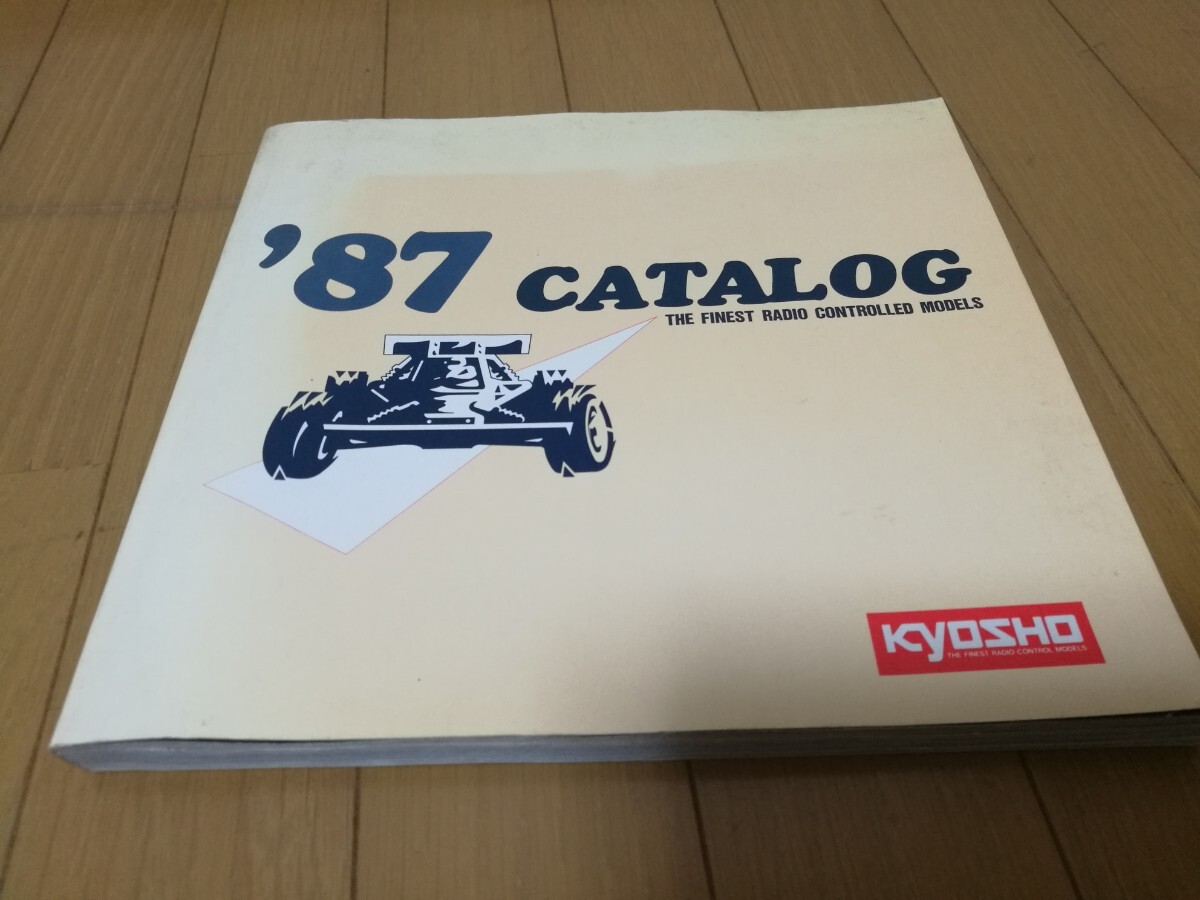 '87 CATALOG
THE FINEST RADIO CONTROLLED MODELS
KYOSHO
THE FINEST RADIO CONTROL MODELS